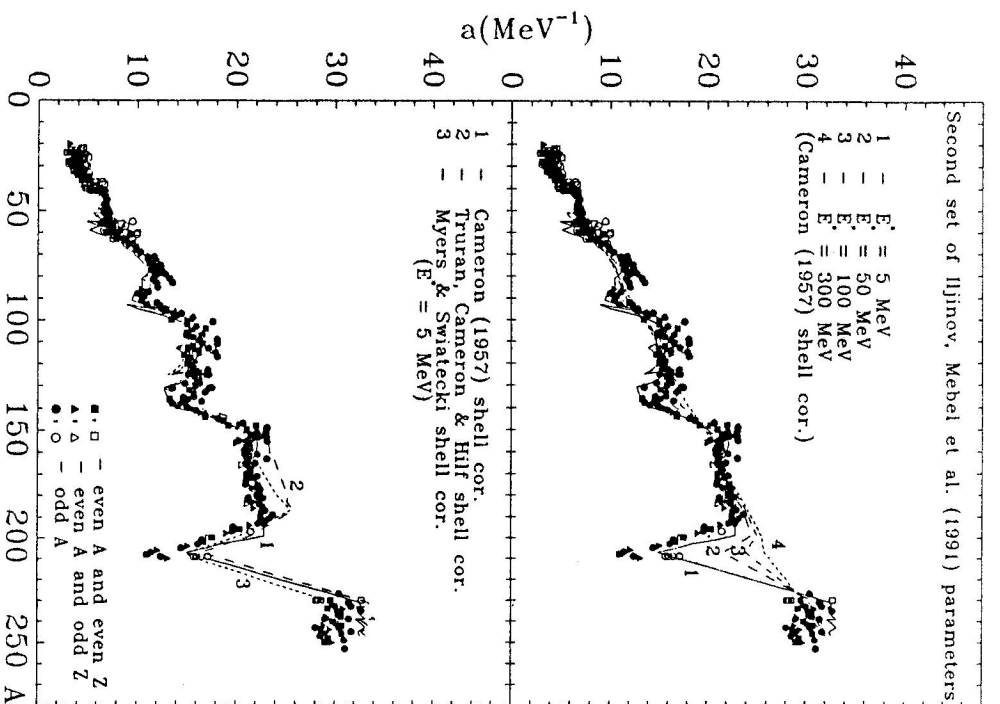 Second set of Iljinov, Mebel et al. (1991) parameters
1 – E* = 5 MeV
2 – E* = 50 MeV
3 – E* = 100 MeV
4 – E* = 300 MeV
(Cameron (1957) shell cor.)
40
30
20
10
0
1
2
3
4
a(MeV⁻¹)
1 – Cameron (1957) shell cor.
2 – Truran, Cameron & Hilf shell cor.
3 – Myers & Swiatecki shell cor.
(E* = 5 MeV)
40
30
20
10
0
1
2
3
■, □ – even A and even Z
▲, △ – even A and odd Z
●, ○ – odd A
0 50 100 150 200 250 A